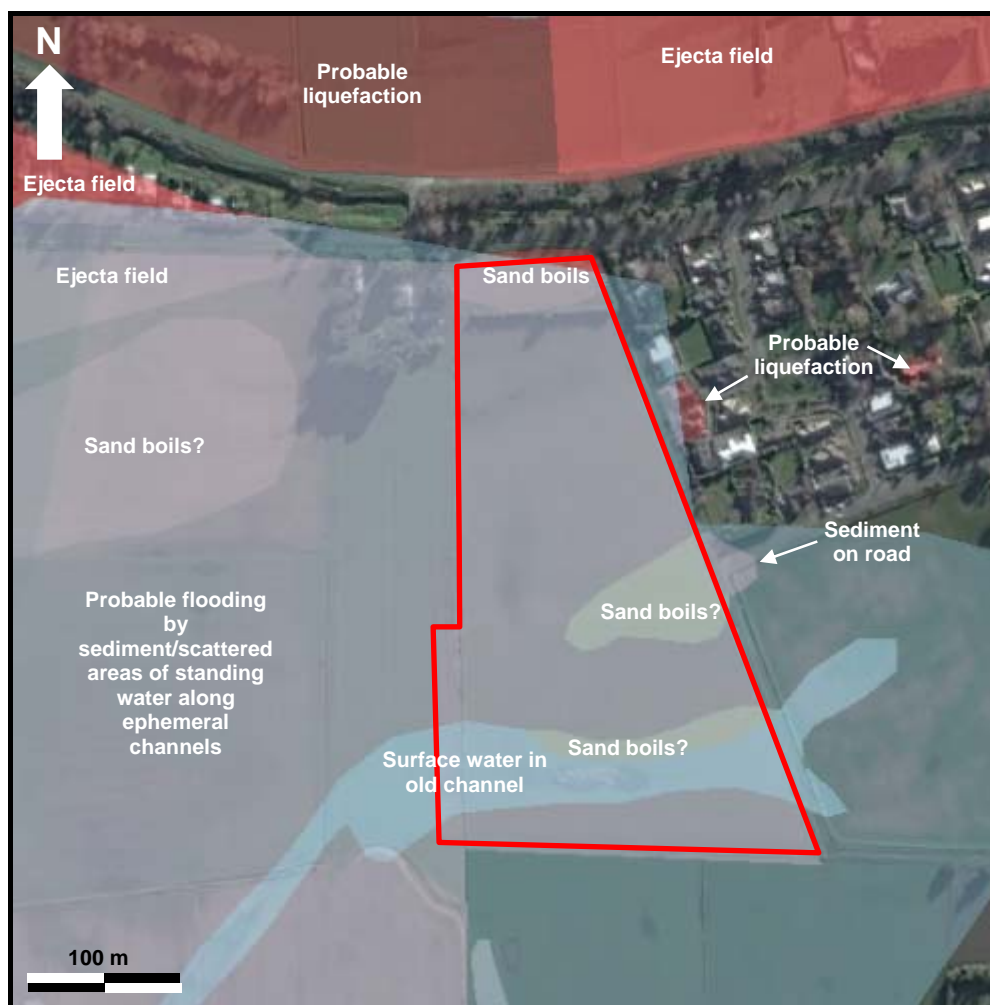 N
Probable
liquefaction
Ejecta field
Ejecta field
Ejecta field
Sand boils
Probable
liquefaction
Sand boils?
Sediment
on road
Sand boils?
Probable flooding
by
sediment/scattered
areas of standing
water along
ephemeral
channels
Sand boils?
Surface water in
old channel
100 m